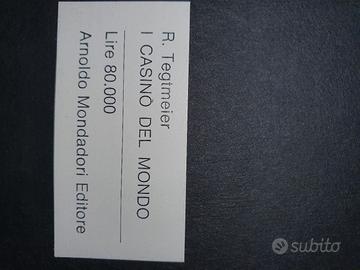 R. Tegtmeier
I CASINÒ DEL MONDO
Lire 80.000
Arnoldo Mondadori Editore
subito